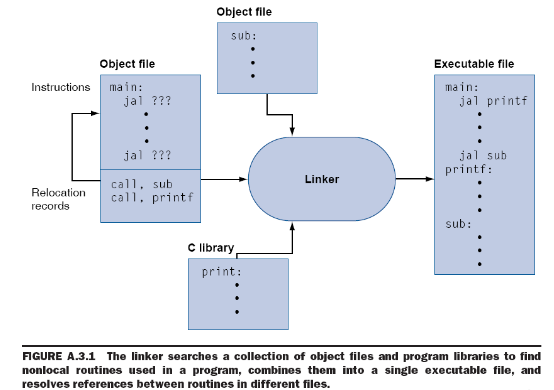 Object file
sub:
Object file
Executable file
Instructions
main:
jal ???
jal ???
main:
jal printf
jal sub
printf:
sub:
Linker
Relocation
records
call, sub
call, printf
C library
print:
FIGURE A.3.1 The linker searches a collection of object files and program libraries to find
nonlocal routines used in a program, combines them into a single executable file, and
resolves references between routines in different files.